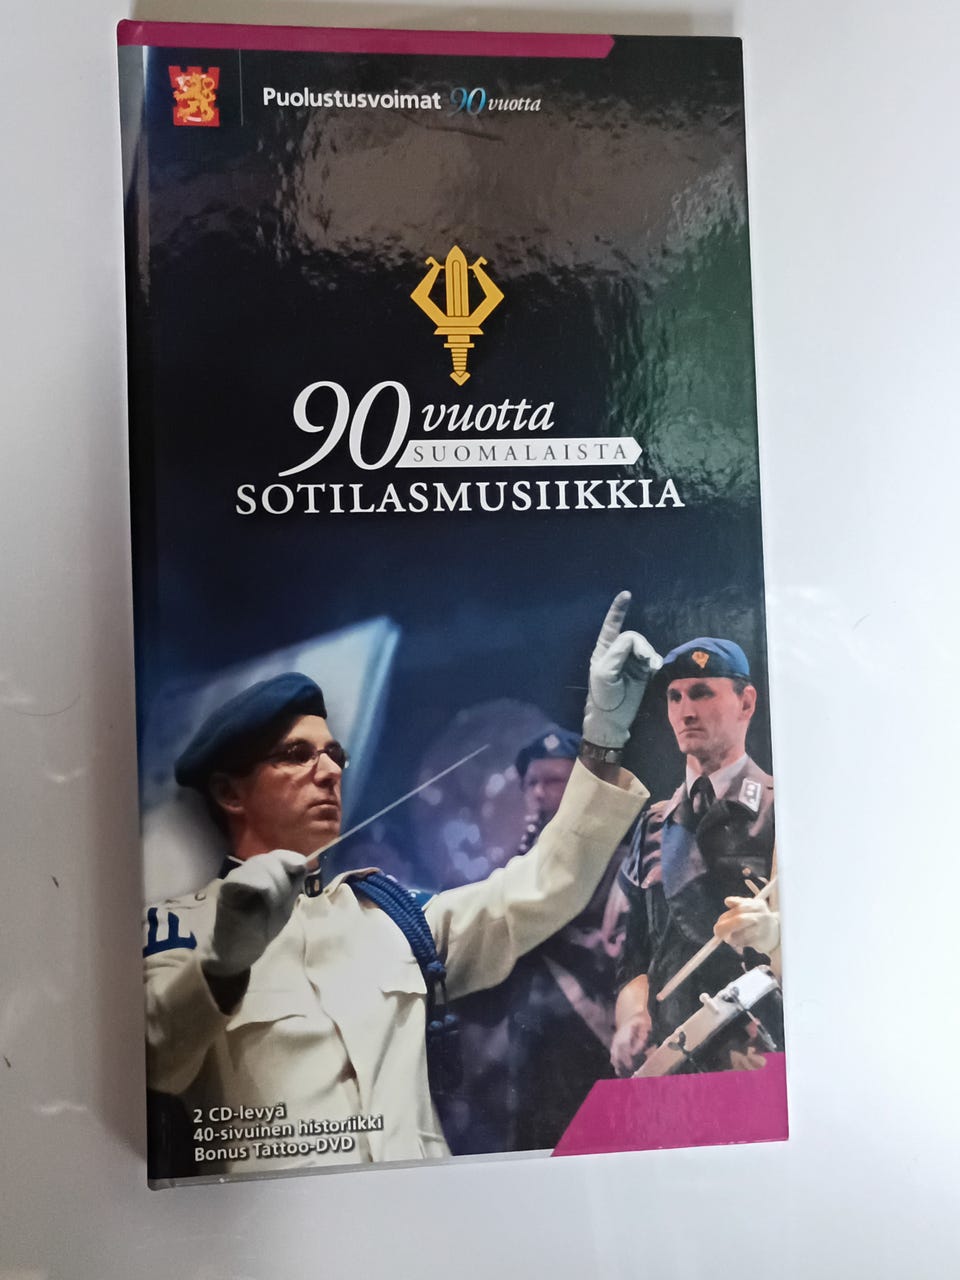 Puolustusvoimat 90 vuotta
90 vuotta
SUOMALAISTA
SOTILASMUSIIKKIA
2 CD-levyä
40-sivuinen historiikki
Bonus Tattoo-DVD